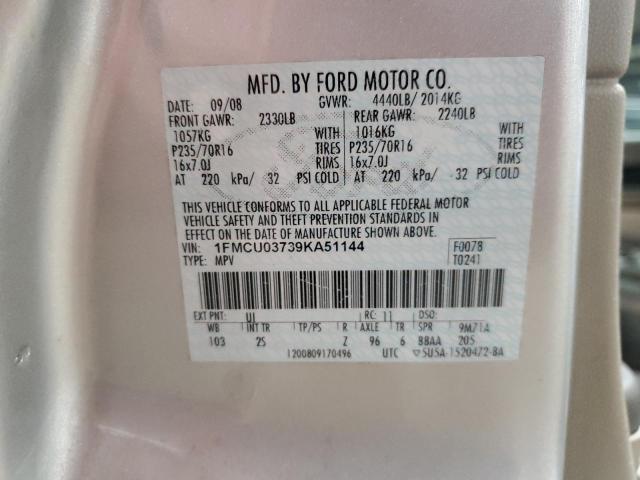 MFD. BY FORD MOTOR CO.
DATE: 09/08 GVWR: 4440LB/ 2014KG
FRONT GAWR: 2330LB REAR GAWR: 2240LB
1057KG WITH 1016KG WITH
P235/70R16 TIRES P235/70R16 TIRES
16x7.0J RIMS 16x7.0J RIMS
AT 220 kPa/ 32 PSI COLD AT 220 kPa/ 32 PSI COLD
THIS VEHICLE CONFORMS TO ALL APPLICABLE FEDERAL MOTOR
VEHICLE SAFETY AND THEFT PREVENTION STANDARDS IN
EFFECT ON THE DATE OF MANUFACTURE SHOWN ABOVE.
VIN: 1FMCU03739KA51144 F0078
TYPE: MPV T0241
EXT PNT: UI RC: 11 DSO:
WB INT TR TP/PS R AXLE TR SPR 9M71A
103 2S Z 96 6 BBAA 205
1200809170496 UTC ▽5U5A-1520472-BA